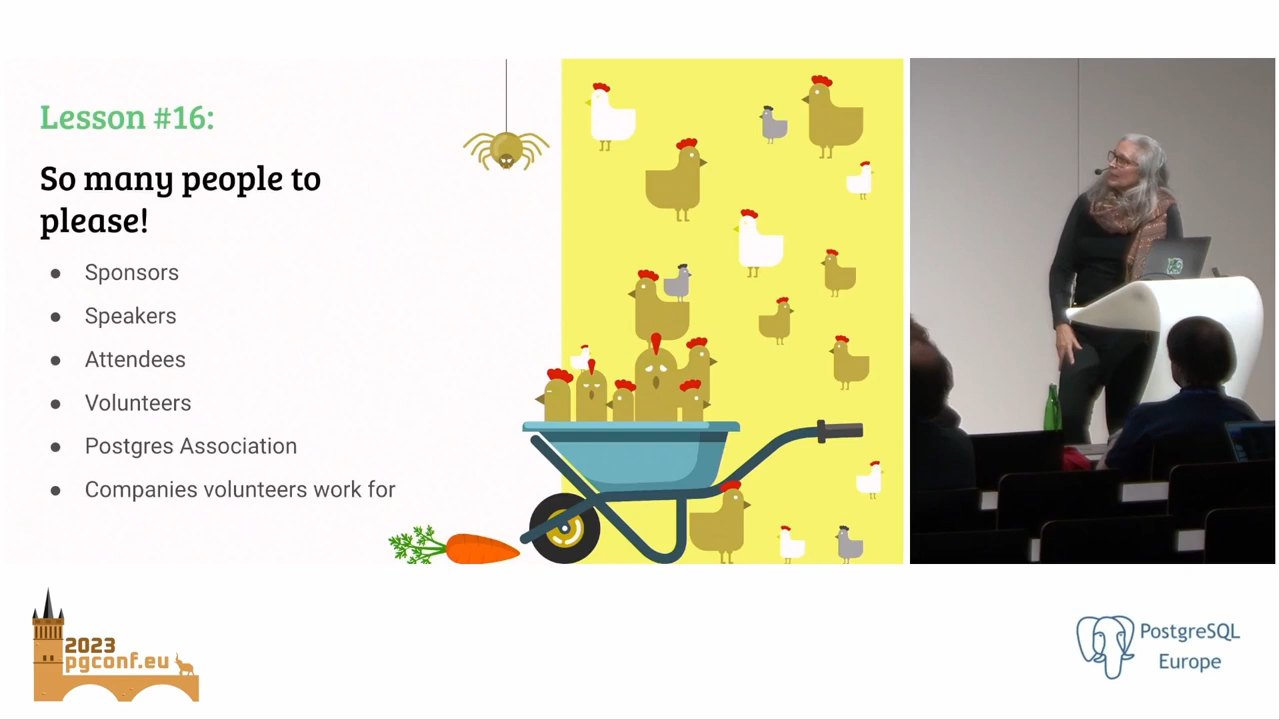 Lesson #16:
So many people to
please!
● Sponsors
● Speakers
● Attendees
● Volunteers
● Postgres Association
● Companies volunteers work for
2023
pgconf.eu
PostgreSQL
Europe